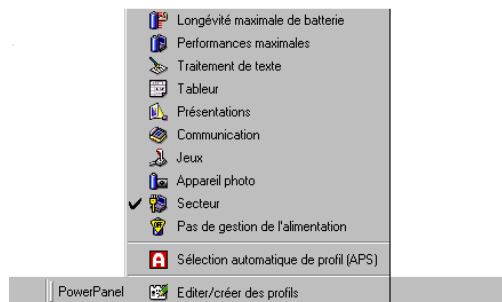 Longévité maximale de batterie
Performances maximales
Traitement de texte
Tableur
Présentations
Communication
Jeux
Appareil photo
Secteur
Pas de gestion de l'alimentation
A Sélection automatique de profil (APS)
PowerPanel Editer/créer des profils